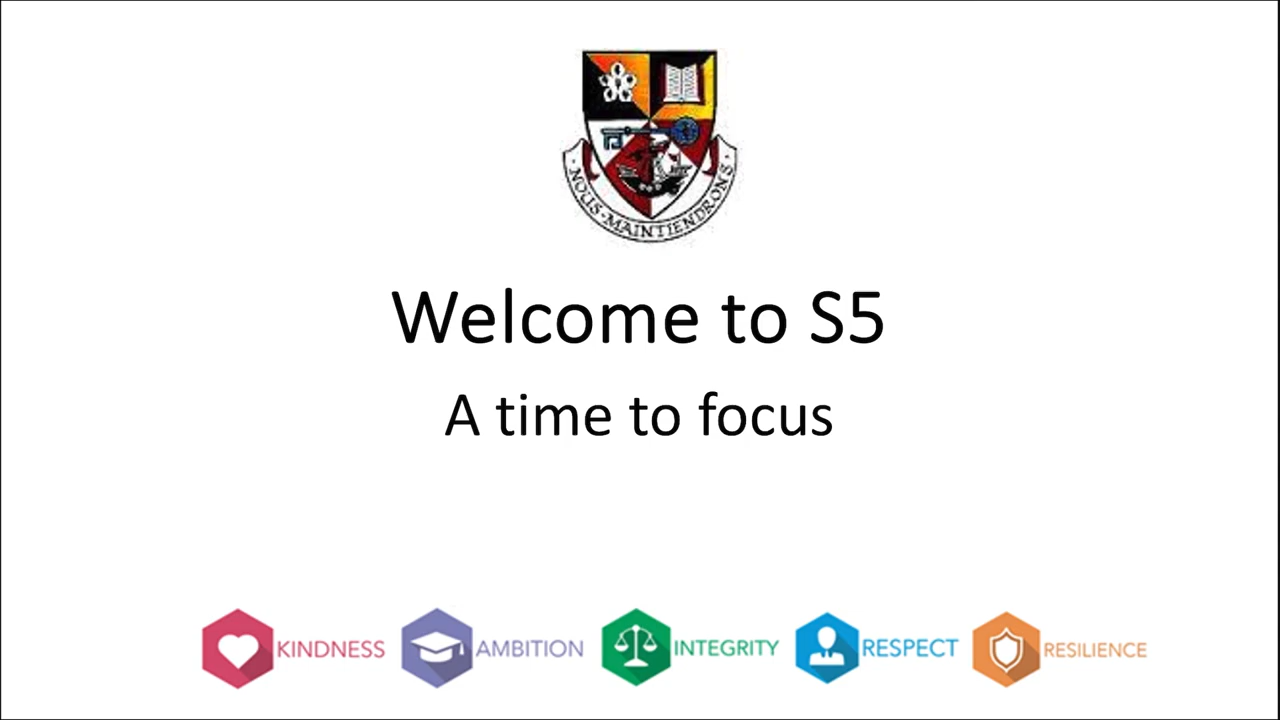 NOUS · MAINTIENDRONS
Welcome to S5
A time to focus
KINDNESS AMBITION INTEGRITY RESPECT RESILIENCE